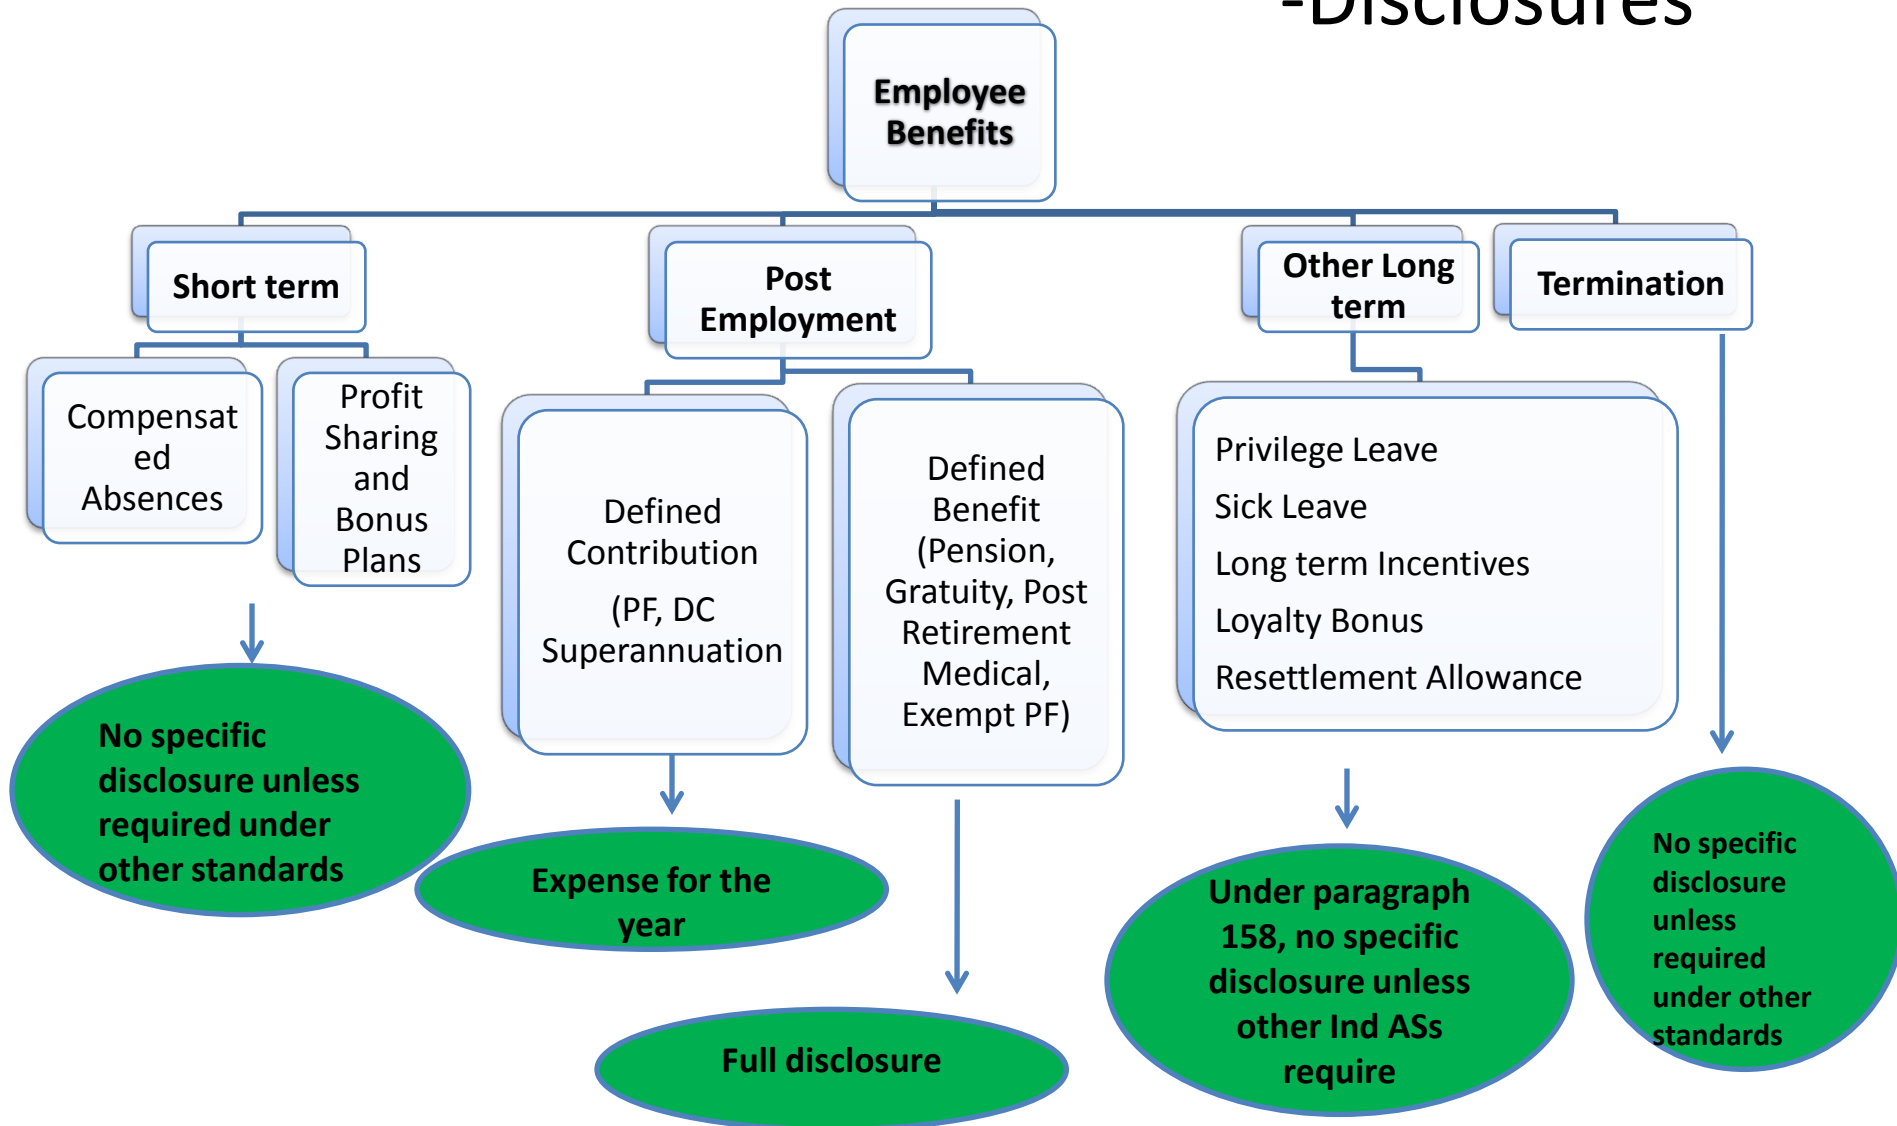 -Disclosures
Employee
Benefits
Short term
Post
Employment
Other Long
term
Termination
Compensat
ed
Absences
Profit
Sharing
and
Bonus
Plans
Defined
Contribution
(PF, DC
Superannuation
Defined
Benefit
(Pension,
Gratuity, Post
Retirement
Medical,
Exempt PF)
Privilege Leave
Sick Leave
Long term Incentives
Loyalty Bonus
Resettlement Allowance
No specific
disclosure unless
required under
other standards
Expense for the
year
Full disclosure
Under paragraph
158, no specific
disclosure unless
other Ind ASs
require
No specific
disclosure
unless
required
under other
standards